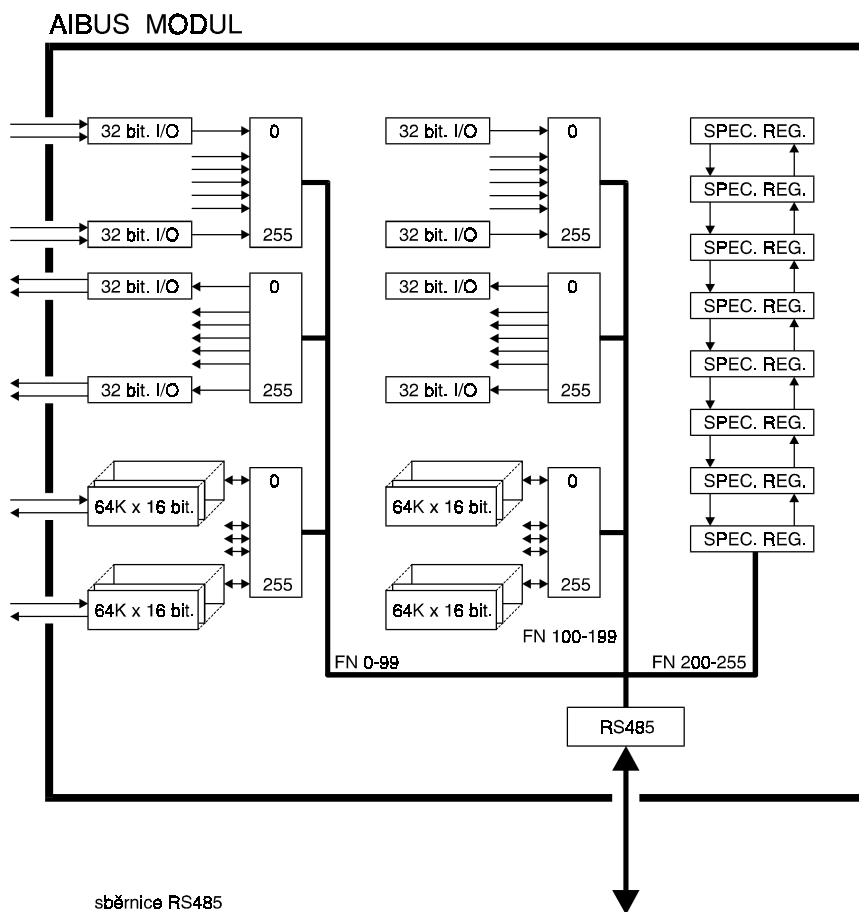 AIBUS MODUL
32 bit. I/O 0 32 bit. I/O 0 SPEC. REG.
SPEC. REG.
32 bit. I/O 255 32 bit. I/O 255 SPEC. REG.
32 bit. I/O 0 32 bit. I/O 0 SPEC. REG.
SPEC. REG.
32 bit. I/O 255 32 bit. I/O 255 SPEC. REG.
0 0 SPEC. REG.
64K x 16 bit. 64K x 16 bit.
SPEC. REG.
255 255
64K x 16 bit. 64K x 16 bit.
FN 100-199
FN 0-99 FN 200-255
RS485
sběrnice RS485